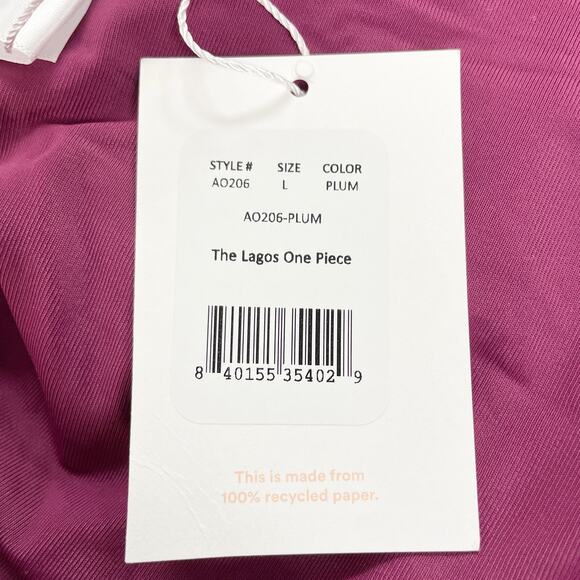 STYLE # SIZE COLOR
AO206 L PLUM
AO206-PLUM
The Lagos One Piece
8 40155 35402 9
This is made from
100% recycled paper.